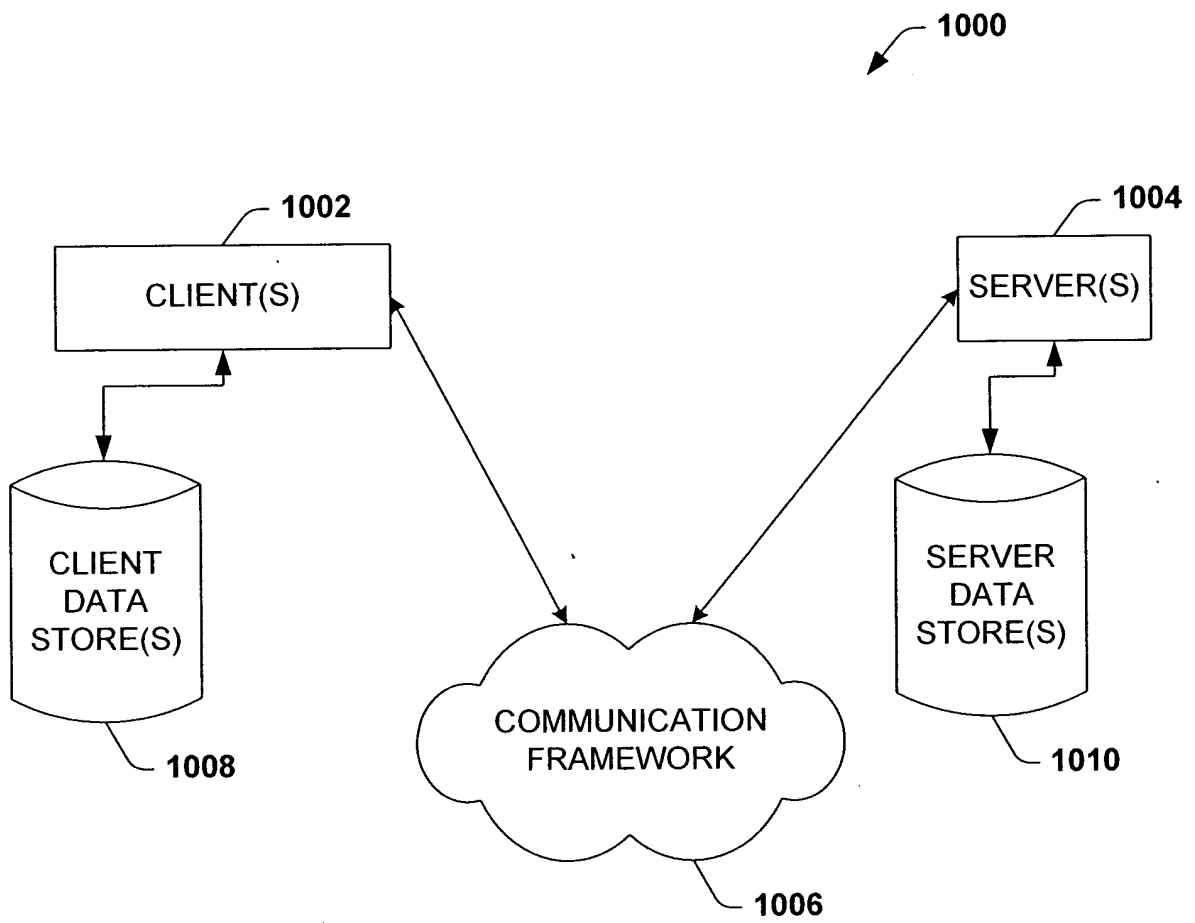 1000
1002
1004
CLIENT(S)
SERVER(S)
CLIENT
DATA
STORE(S)
SERVER
DATA
STORE(S)
COMMUNICATION
FRAMEWORK
1008
1010
1006